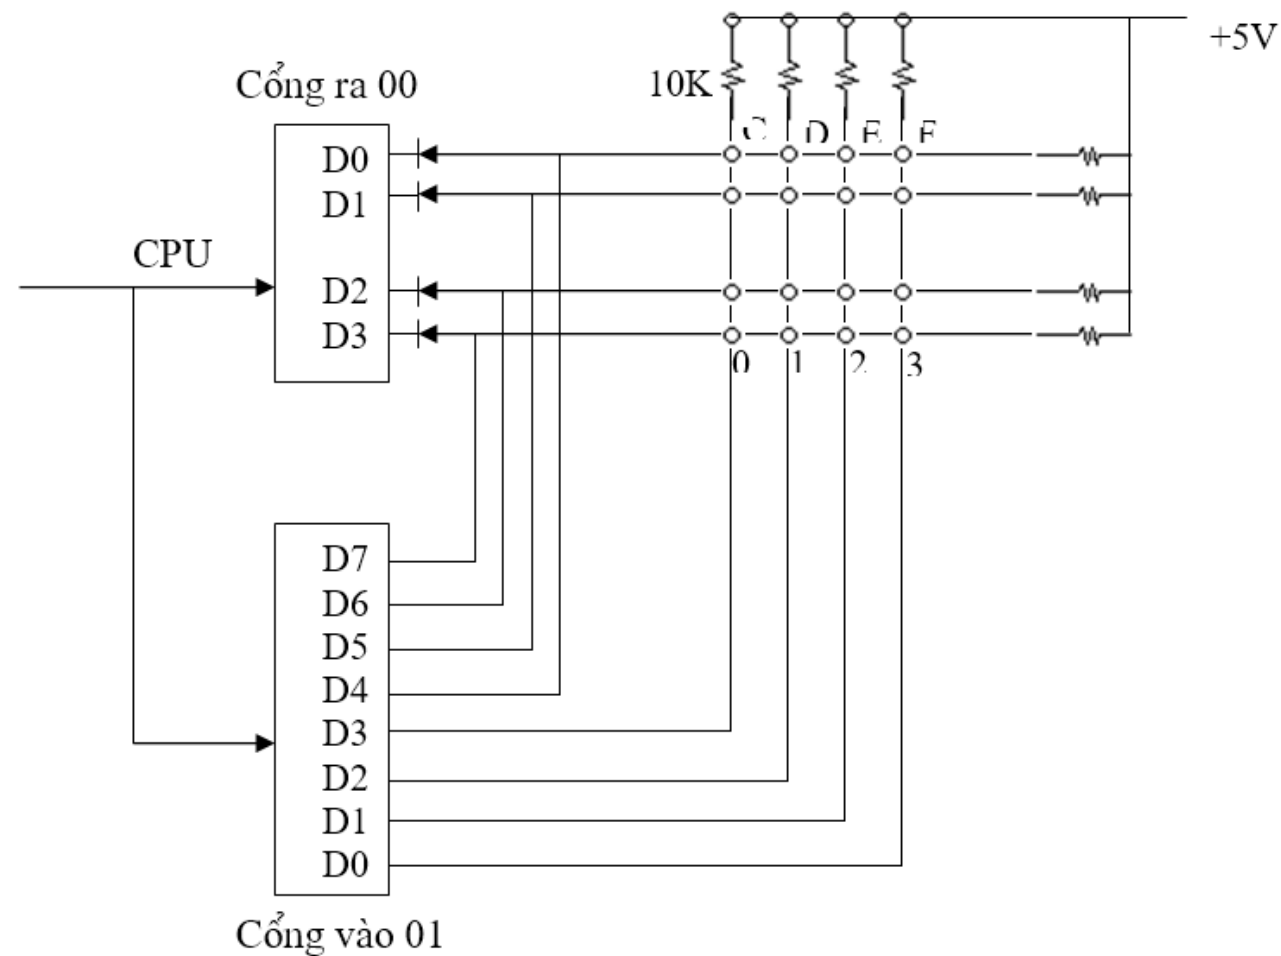 +5V
Cổng ra 00
10K
C D E F
D0
D1
CPU
D2
D3
0 1 2 3
D7
D6
D5
D4
D3
D2
D1
D0
Cổng vào 01